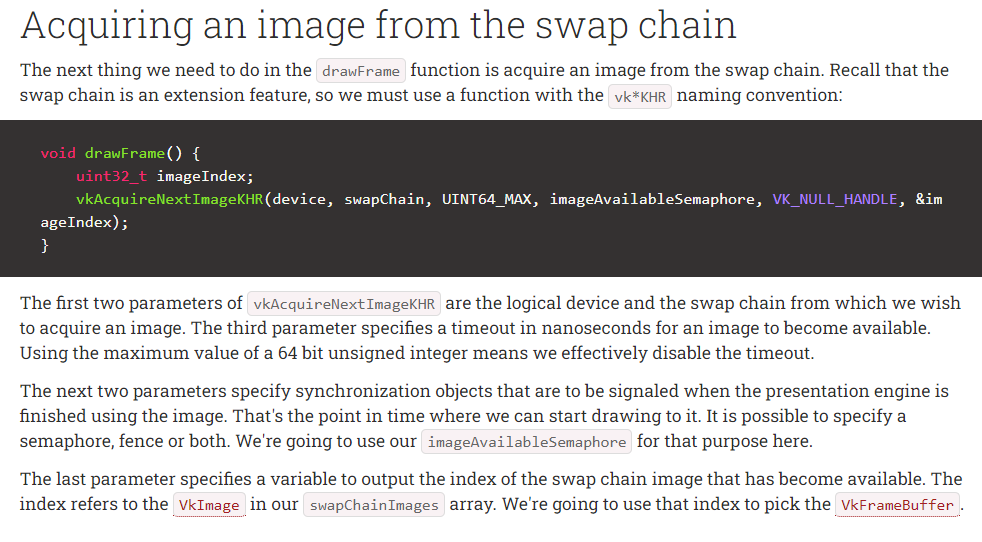 Acquiring an image from the swap chain
The next thing we need to do in the drawFrame function is acquire an image from the swap chain. Recall that the
swap chain is an extension feature, so we must use a function with the vk*KHR naming convention:
void drawFrame() {
    uint32_t imageIndex;
    vkAcquireNextImageKHR(device, swapChain, UINT64_MAX, imageAvailableSemaphore, VK_NULL_HANDLE, &im
ageIndex);
}
The first two parameters of vkAcquireNextImageKHR are the logical device and the swap chain from which we wish
to acquire an image. The third parameter specifies a timeout in nanoseconds for an image to become available.
Using the maximum value of a 64 bit unsigned integer means we effectively disable the timeout.
The next two parameters specify synchronization objects that are to be signaled when the presentation engine is
finished using the image. That's the point in time where we can start drawing to it. It is possible to specify a
semaphore, fence or both. We're going to use our imageAvailableSemaphore for that purpose here.
The last parameter specifies a variable to output the index of the swap chain image that has become available. The
index refers to the VkImage in our swapChainImages array. We're going to use that index to pick the VkFrameBuffer.